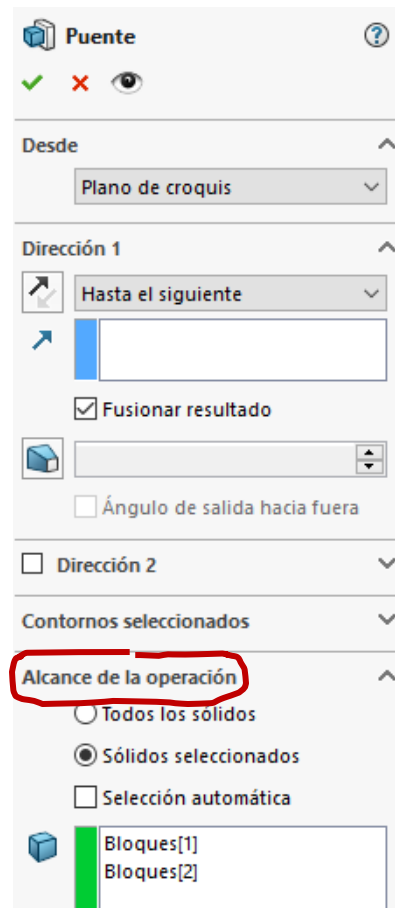 Puente
Desde
Plano de croquis
Dirección 1
Hasta el siguiente
Fusionar resultado
Ángulo de salida hacia fuera
Dirección 2
Contornos seleccionados
Alcance de la operación
Todos los sólidos
Sólidos seleccionados
Selección automática
Bloques[1]
Bloques[2]